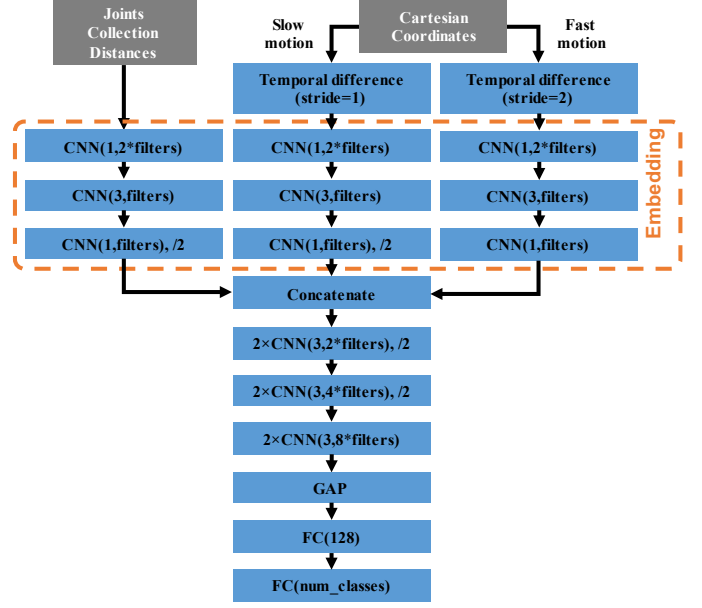 Joints
Collection
Distances
Slow
motion
Cartesian
Coordinates
Fast
motion
Temporal difference
(stride=1)
Temporal difference
(stride=2)
CNN(1,2*filters)
CNN(1,2*filters)
CNN(1,2*filters)
CNN(3,filters)
CNN(3,filters)
CNN(3,filters)
CNN(1,filters), /2
CNN(1,filters), /2
CNN(1,filters)
Embedding
Concatenate
2×CNN(3,2*filters), /2
2×CNN(3,4*filters), /2
2×CNN(3,8*filters)
GAP
FC(128)
FC(num_classes)